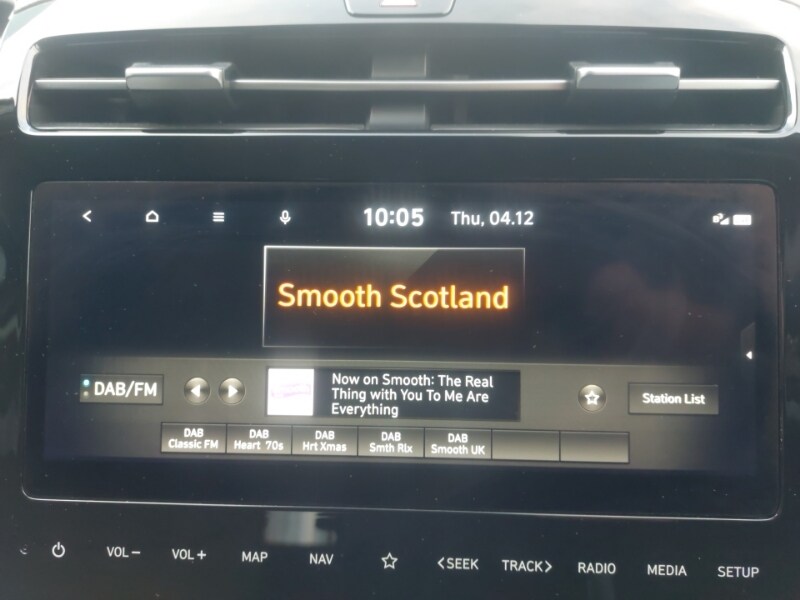 10:05 Thu, 04.12
Smooth Scotland
DAB/FM
Now on Smooth: The Real
Thing with You To Me Are
Everything
Station List
DAB
Classic FM
DAB
Heart '70s
DAB
Hrt Xmas
DAB
Smth Rlx
DAB
Smooth UK
VOL− VOL+ MAP NAV <SEEK TRACK> RADIO MEDIA SETUP